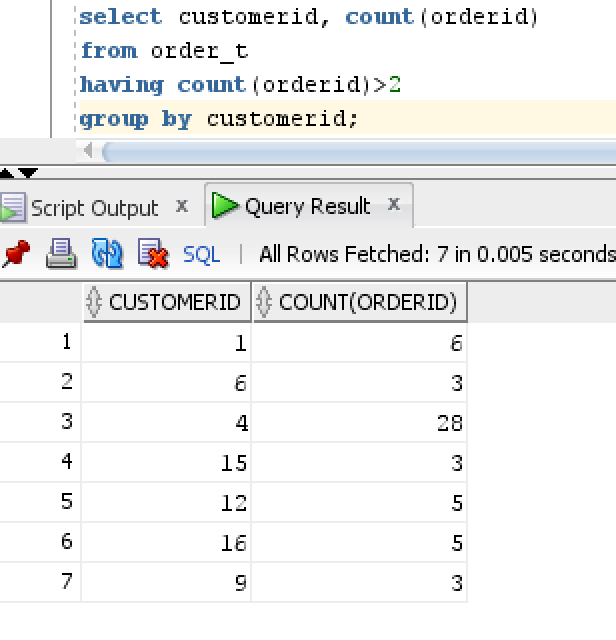 select customerid, count(orderid)
from order_t
having count(orderid)>2
group by customerid;
Script Output x Query Result x
SQL | All Rows Fetched: 7 in 0.005 seconds
CUSTOMERID COUNT(ORDERID)
1 1 6
2 6 3
3 4 28
4 15 3
5 12 5
6 16 5
7 9 3